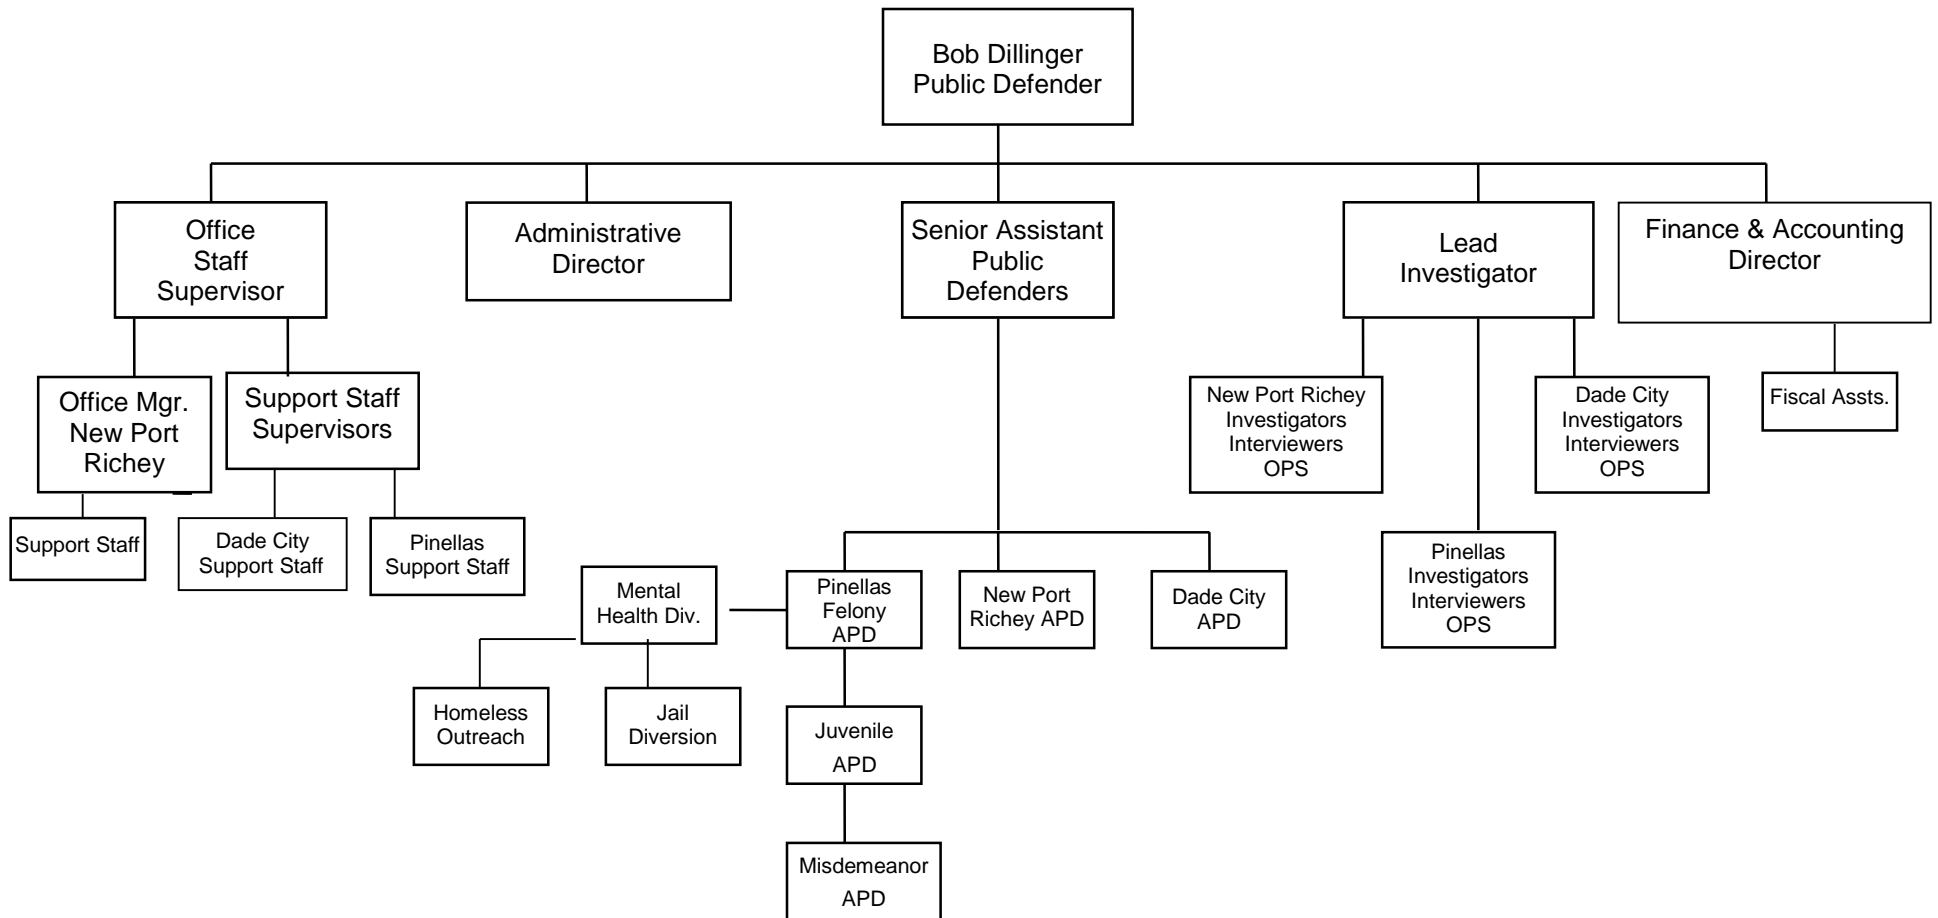 Bob Dillinger
Public Defender
Office
Staff
Supervisor
Administrative
Director
Senior Assistant
Public
Defenders
Lead
Investigator
Finance & Accounting
Director
Office Mgr.
New Port
Richey
Support Staff
Supervisors
New Port Richey
Investigators
Interviewers
OPS
Dade City
Investigators
Interviewers
OPS
Fiscal Assts.
Support Staff
Dade City
Support Staff
Pinellas
Support Staff
Pinellas
Investigators
Interviewers
OPS
Mental
Health Div.
Pinellas
Felony
APD
New Port
Richey APD
Dade City
APD
Homeless
Outreach
Jail
Diversion
Juvenile
APD
Misdemeanor
APD